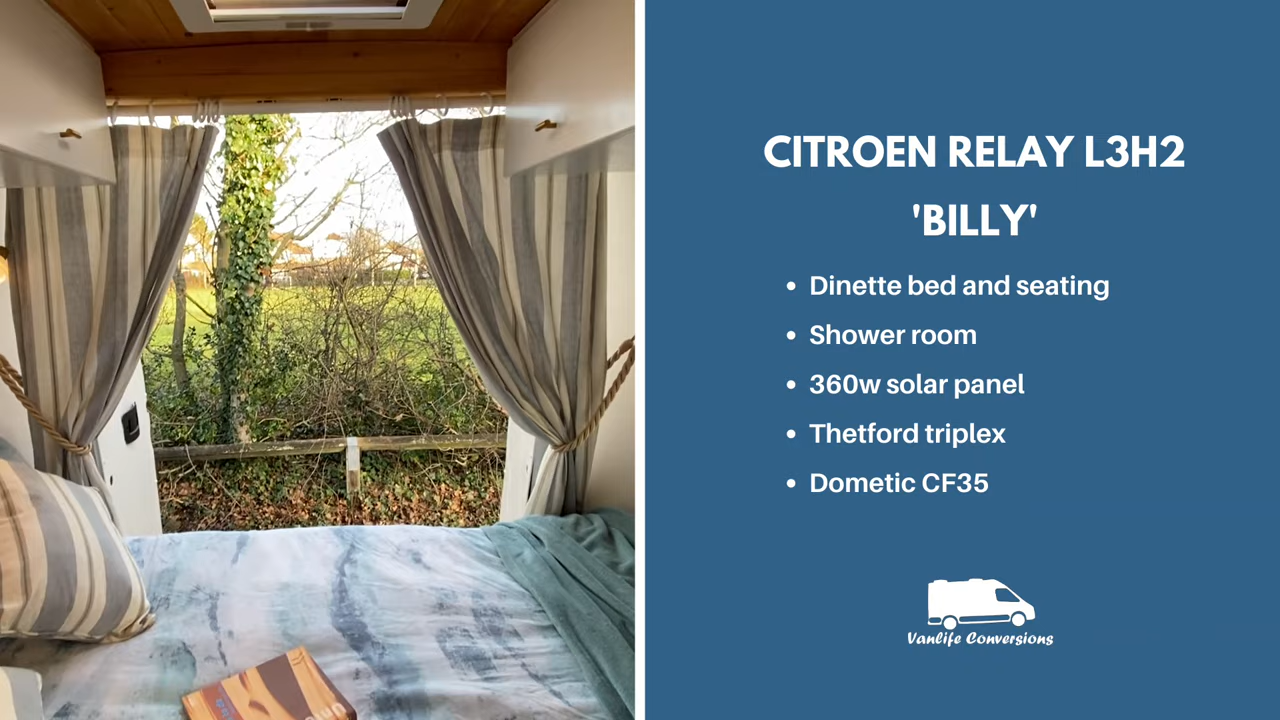 CITROEN RELAY L3H2
'BILLY'
• Dinette bed and seating
• Shower room
• 360w solar panel
• Thetford triplex
• Dometic CF35
Vanlife Conversions